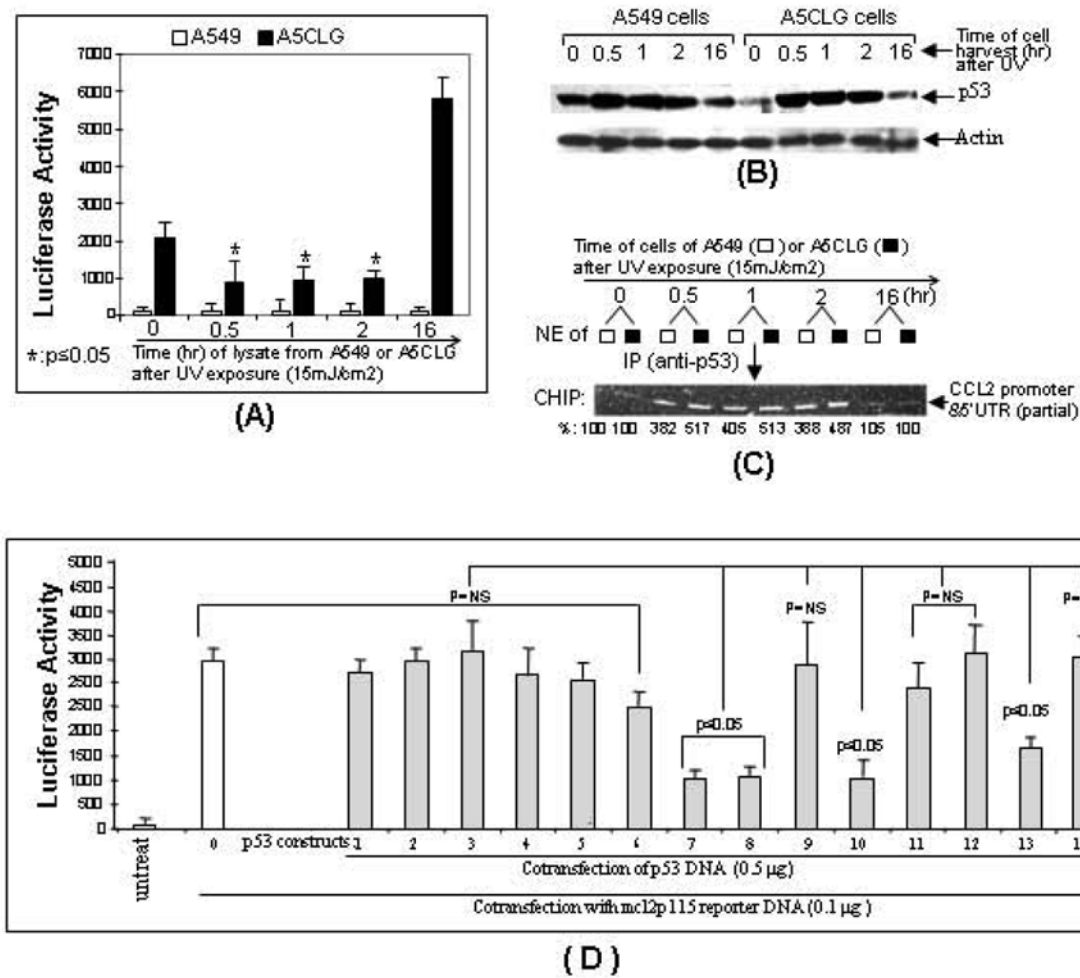 A549 A5CLG
7000
6000
5000
4000
3000
2000
1000
0
Luciferase Activity
* * *
0 0.5 1 2 16
*:p≤0.05
Time (hr) of lysate from A549 or A5CLG
after UV exposure (15mJ/cm2)
(A)
A549 cells A5CLG cells
0 0.5 1 2 16 0 0.5 1 2 16
Time of cell
harvest (hr)
after UV
p53
Actin
(B)
Time of cells of A549 ( ) or A5CLG ( )
after UV exposure (15mJ/cm2)
0 0.5 1 2 16 (hr)
NE of
IP (anti-p53)
CHIP:
CCL2 promoter
&5'UTR (partial)
%: 100 100 382 517 405 513 388 487 105 100
(C)
5000
4500
4000
3500
3000
2500
2000
1500
1000
500
0
Luciferase Activity
P=NS
p≤0.05
P=NS
p≤0.05
P=NS
p≤0.05
untreat
0 p53 constructs: 1 2 3 4 5 6 7 8 9 10 11 12 13
Cotransfection of p53 DNA (0.5 µg)
Cotransfection with mcl2p115 reporter DNA (0.1 µg )
( D )